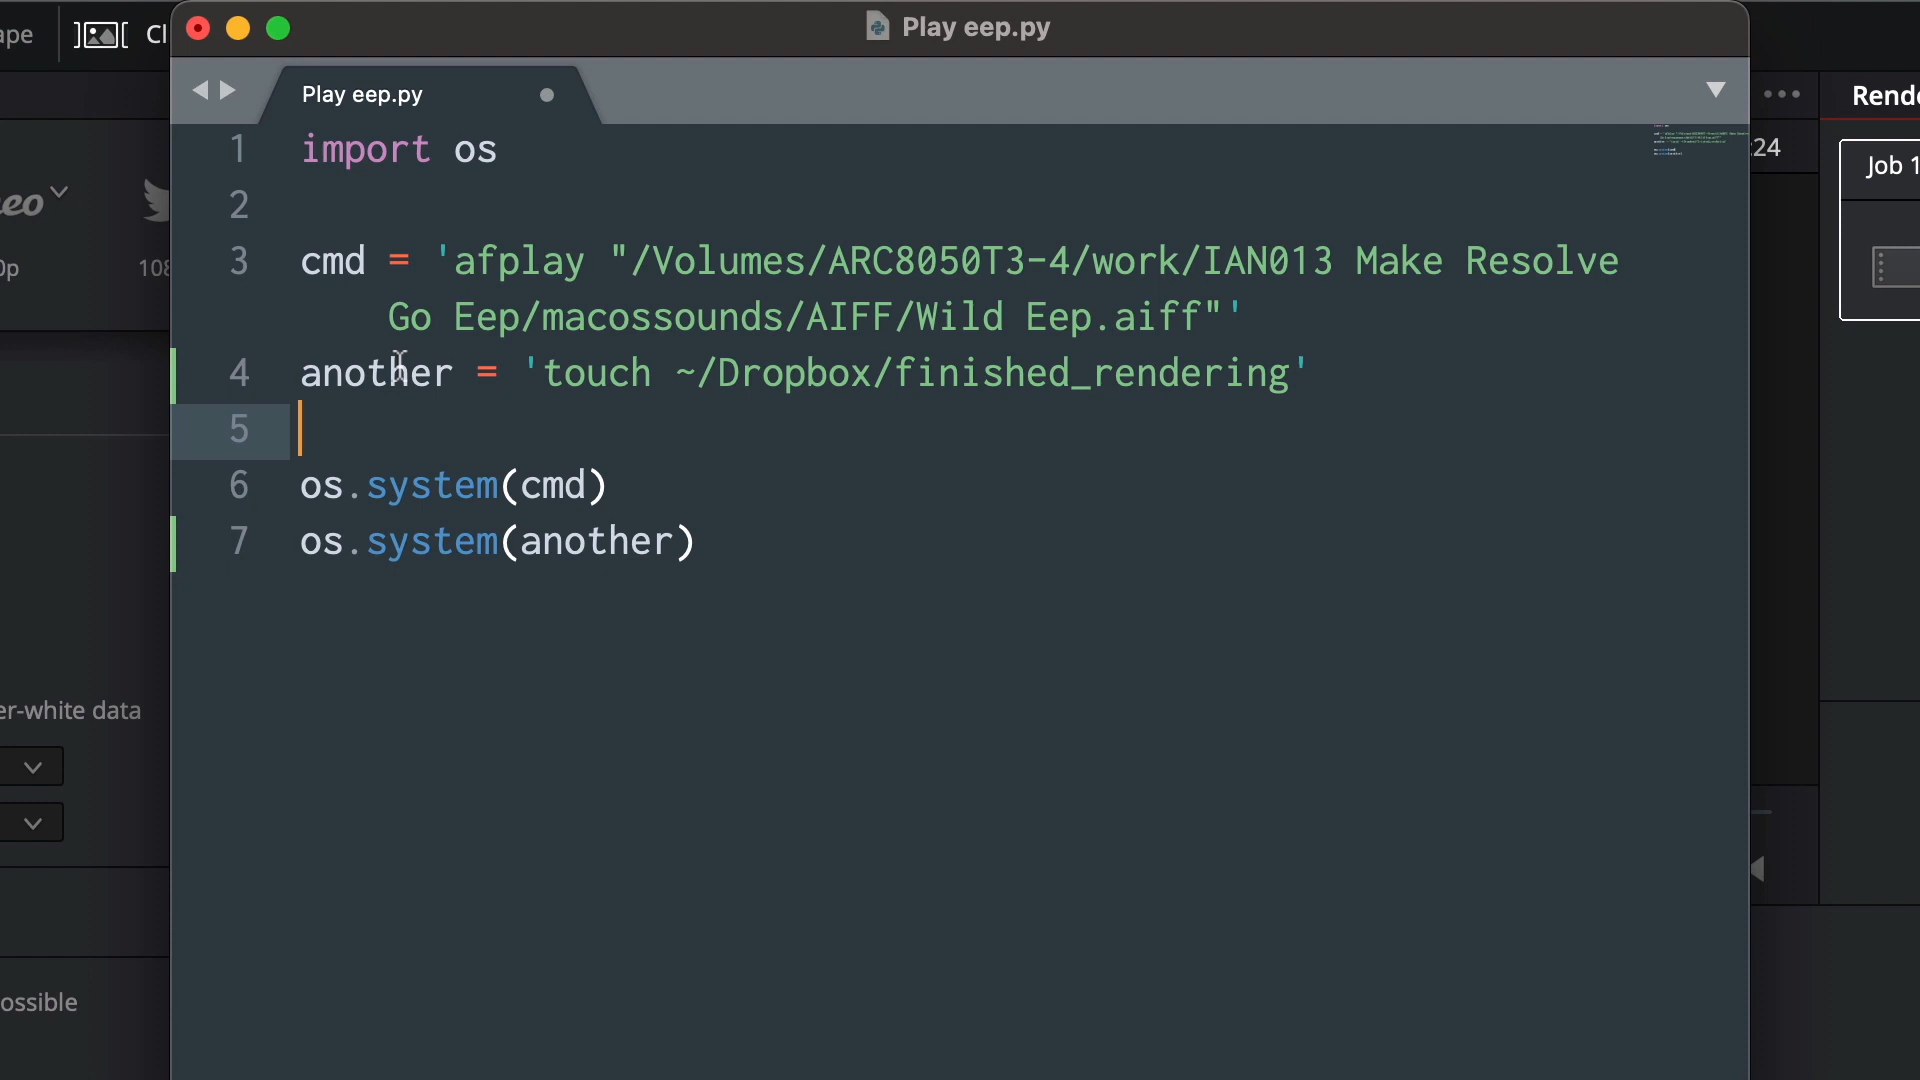 Play eep.py
Play eep.py
1 import os
2
3 cmd = 'afplay "/Volumes/ARC8050T3-4/work/IAN013 Make Resolve
Go Eep/macossounds/AIFF/Wild Eep.aiff"'
4 another = 'touch ~/Dropbox/finished_rendering'
5
6 os.system(cmd)
7 os.system(another)
ape
Cl
eo
0p
108
er-white data
ossible
Rende
:24
Job 1